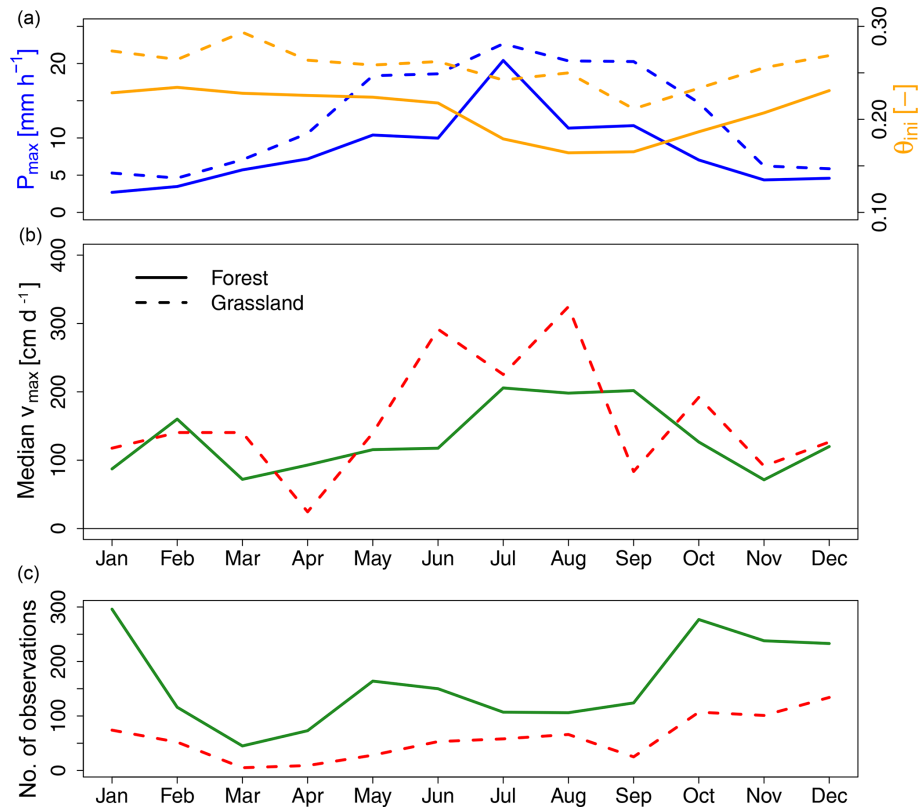 (a)
20
15
10
5
0
P_max [mm h⁻¹]
0.30
0.20
0.10
θ_ini [−]
(b)
400
300
200
100
0
Median v_max [cm d ⁻¹]
Forest
Grassland
Jan Feb Mar Apr May Jun Jul Aug Sep Oct Nov Dec
(c)
300
200
100
0
No. of observations
Jan Feb Mar Apr May Jun Jul Aug Sep Oct Nov Dec